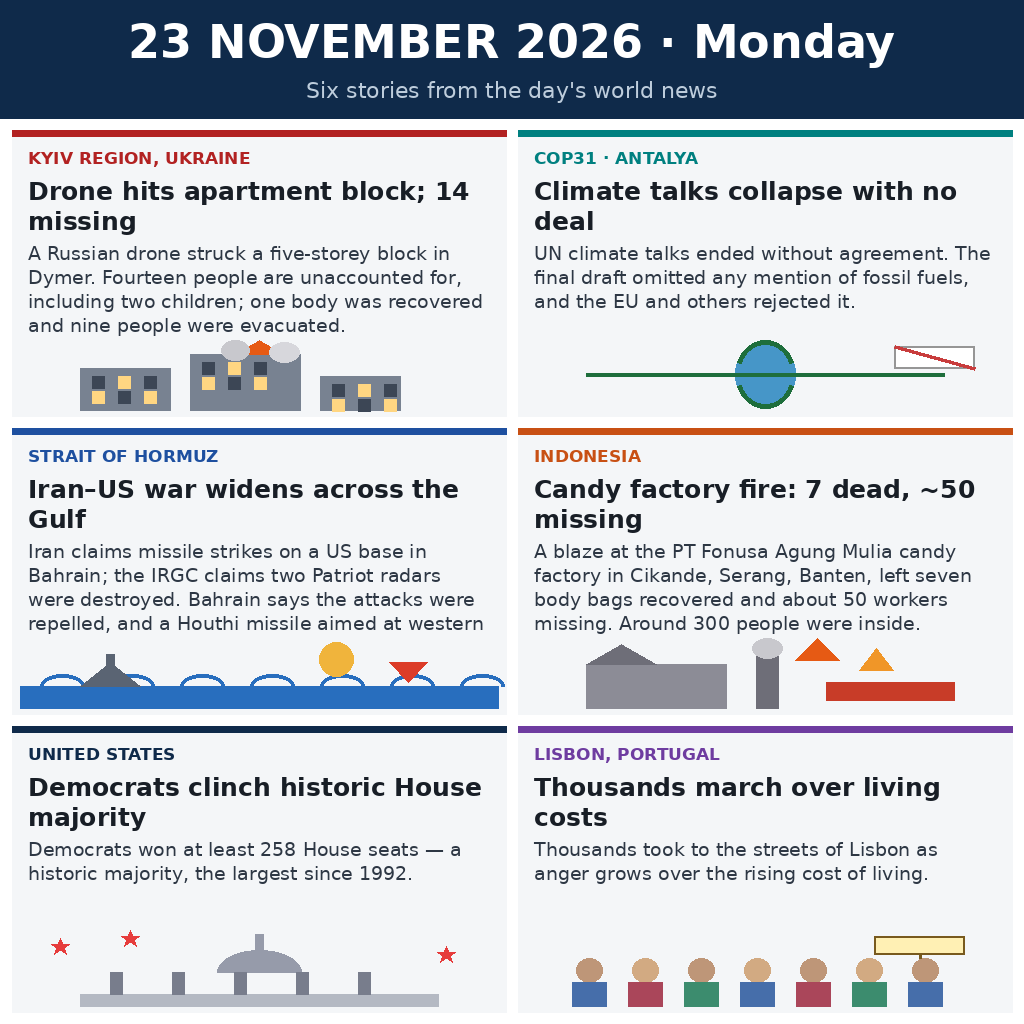 23 NOVEMBER 2026 · Monday
Six stories from the day's world news
KYIV REGION, UKRAINE
Drone hits apartment block; 14
missing
A Russian drone struck a five-storey block in
Dymer. Fourteen people are unaccounted for,
including two children; one body was recovered
and nine people were evacuated.
COP31 · ANTALYA
Climate talks collapse with no
deal
UN climate talks ended without agreement. The
final draft omitted any mention of fossil fuels,
and the EU and others rejected it.
STRAIT OF HORMUZ
Iran–US war widens across the
Gulf
Iran claims missile strikes on a US base in
Bahrain; the IRGC claims two Patriot radars
were destroyed. Bahrain says the attacks were
repelled, and a Houthi missile aimed at western
INDONESIA
Candy factory fire: 7 dead, ~50
missing
A blaze at the PT Fonusa Agung Mulia candy
factory in Cikande, Serang, Banten, left seven
body bags recovered and about 50 workers
missing. Around 300 people were inside.
UNITED STATES
Democrats clinch historic House
majority
Democrats won at least 258 House seats — a
historic majority, the largest since 1992.
LISBON, PORTUGAL
Thousands march over living
costs
Thousands took to the streets of Lisbon as
anger grows over the rising cost of living.